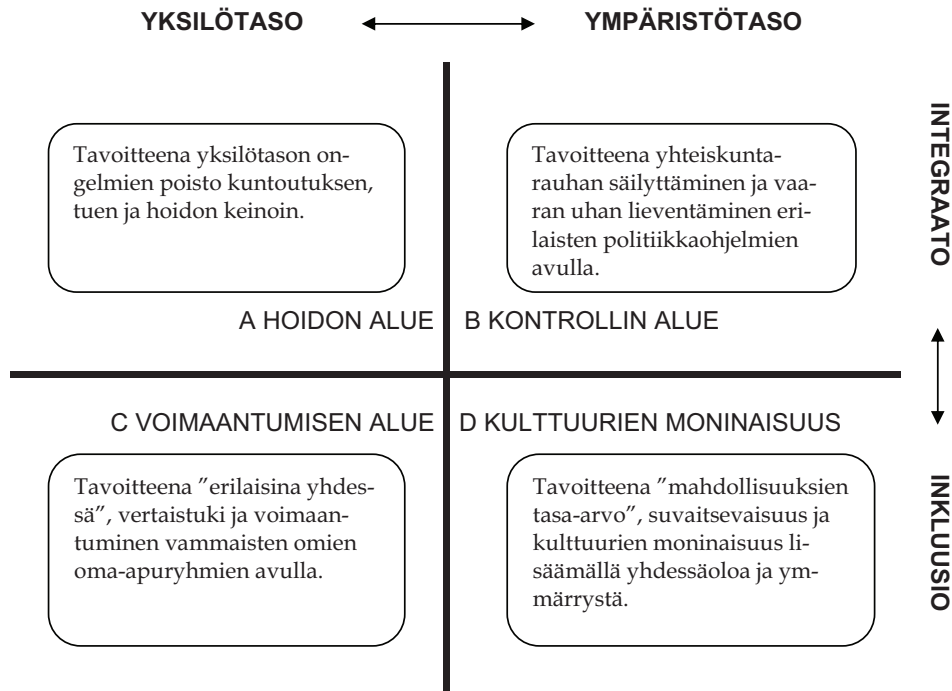 YKSILÖTASO
YMPÄRISTÖTASO
INTEGRAATO
Tavoitteena yksilötason on-
gelmien poisto kuntoutuksen,
tuen ja hoidon keinoin.
Tavoitteena yhteiskunta-
rauhan säilyttäminen ja vaa-
ran uhan lieventäminen eri-
laisten politiikkaohjelmien
avulla.
A HOIDON ALUE
B KONTROLLIN ALUE
C VOIMAANTUMISEN ALUE
D KULTTUURIEN MONINAISUUS
Tavoitteena ”erilaisina yhdes-
sä”, vertaistuki ja voimaan-
tuminen vammaisten omien
oma-apuryhmien avulla.
Tavoitteena ”mahdollisuuksien
tasa-arvo”, suvaitsevaisuus ja
kulttuurien moninaisuus li-
säämällä yhdessäoloa ja ym-
märrystä.
INKLUUSIO